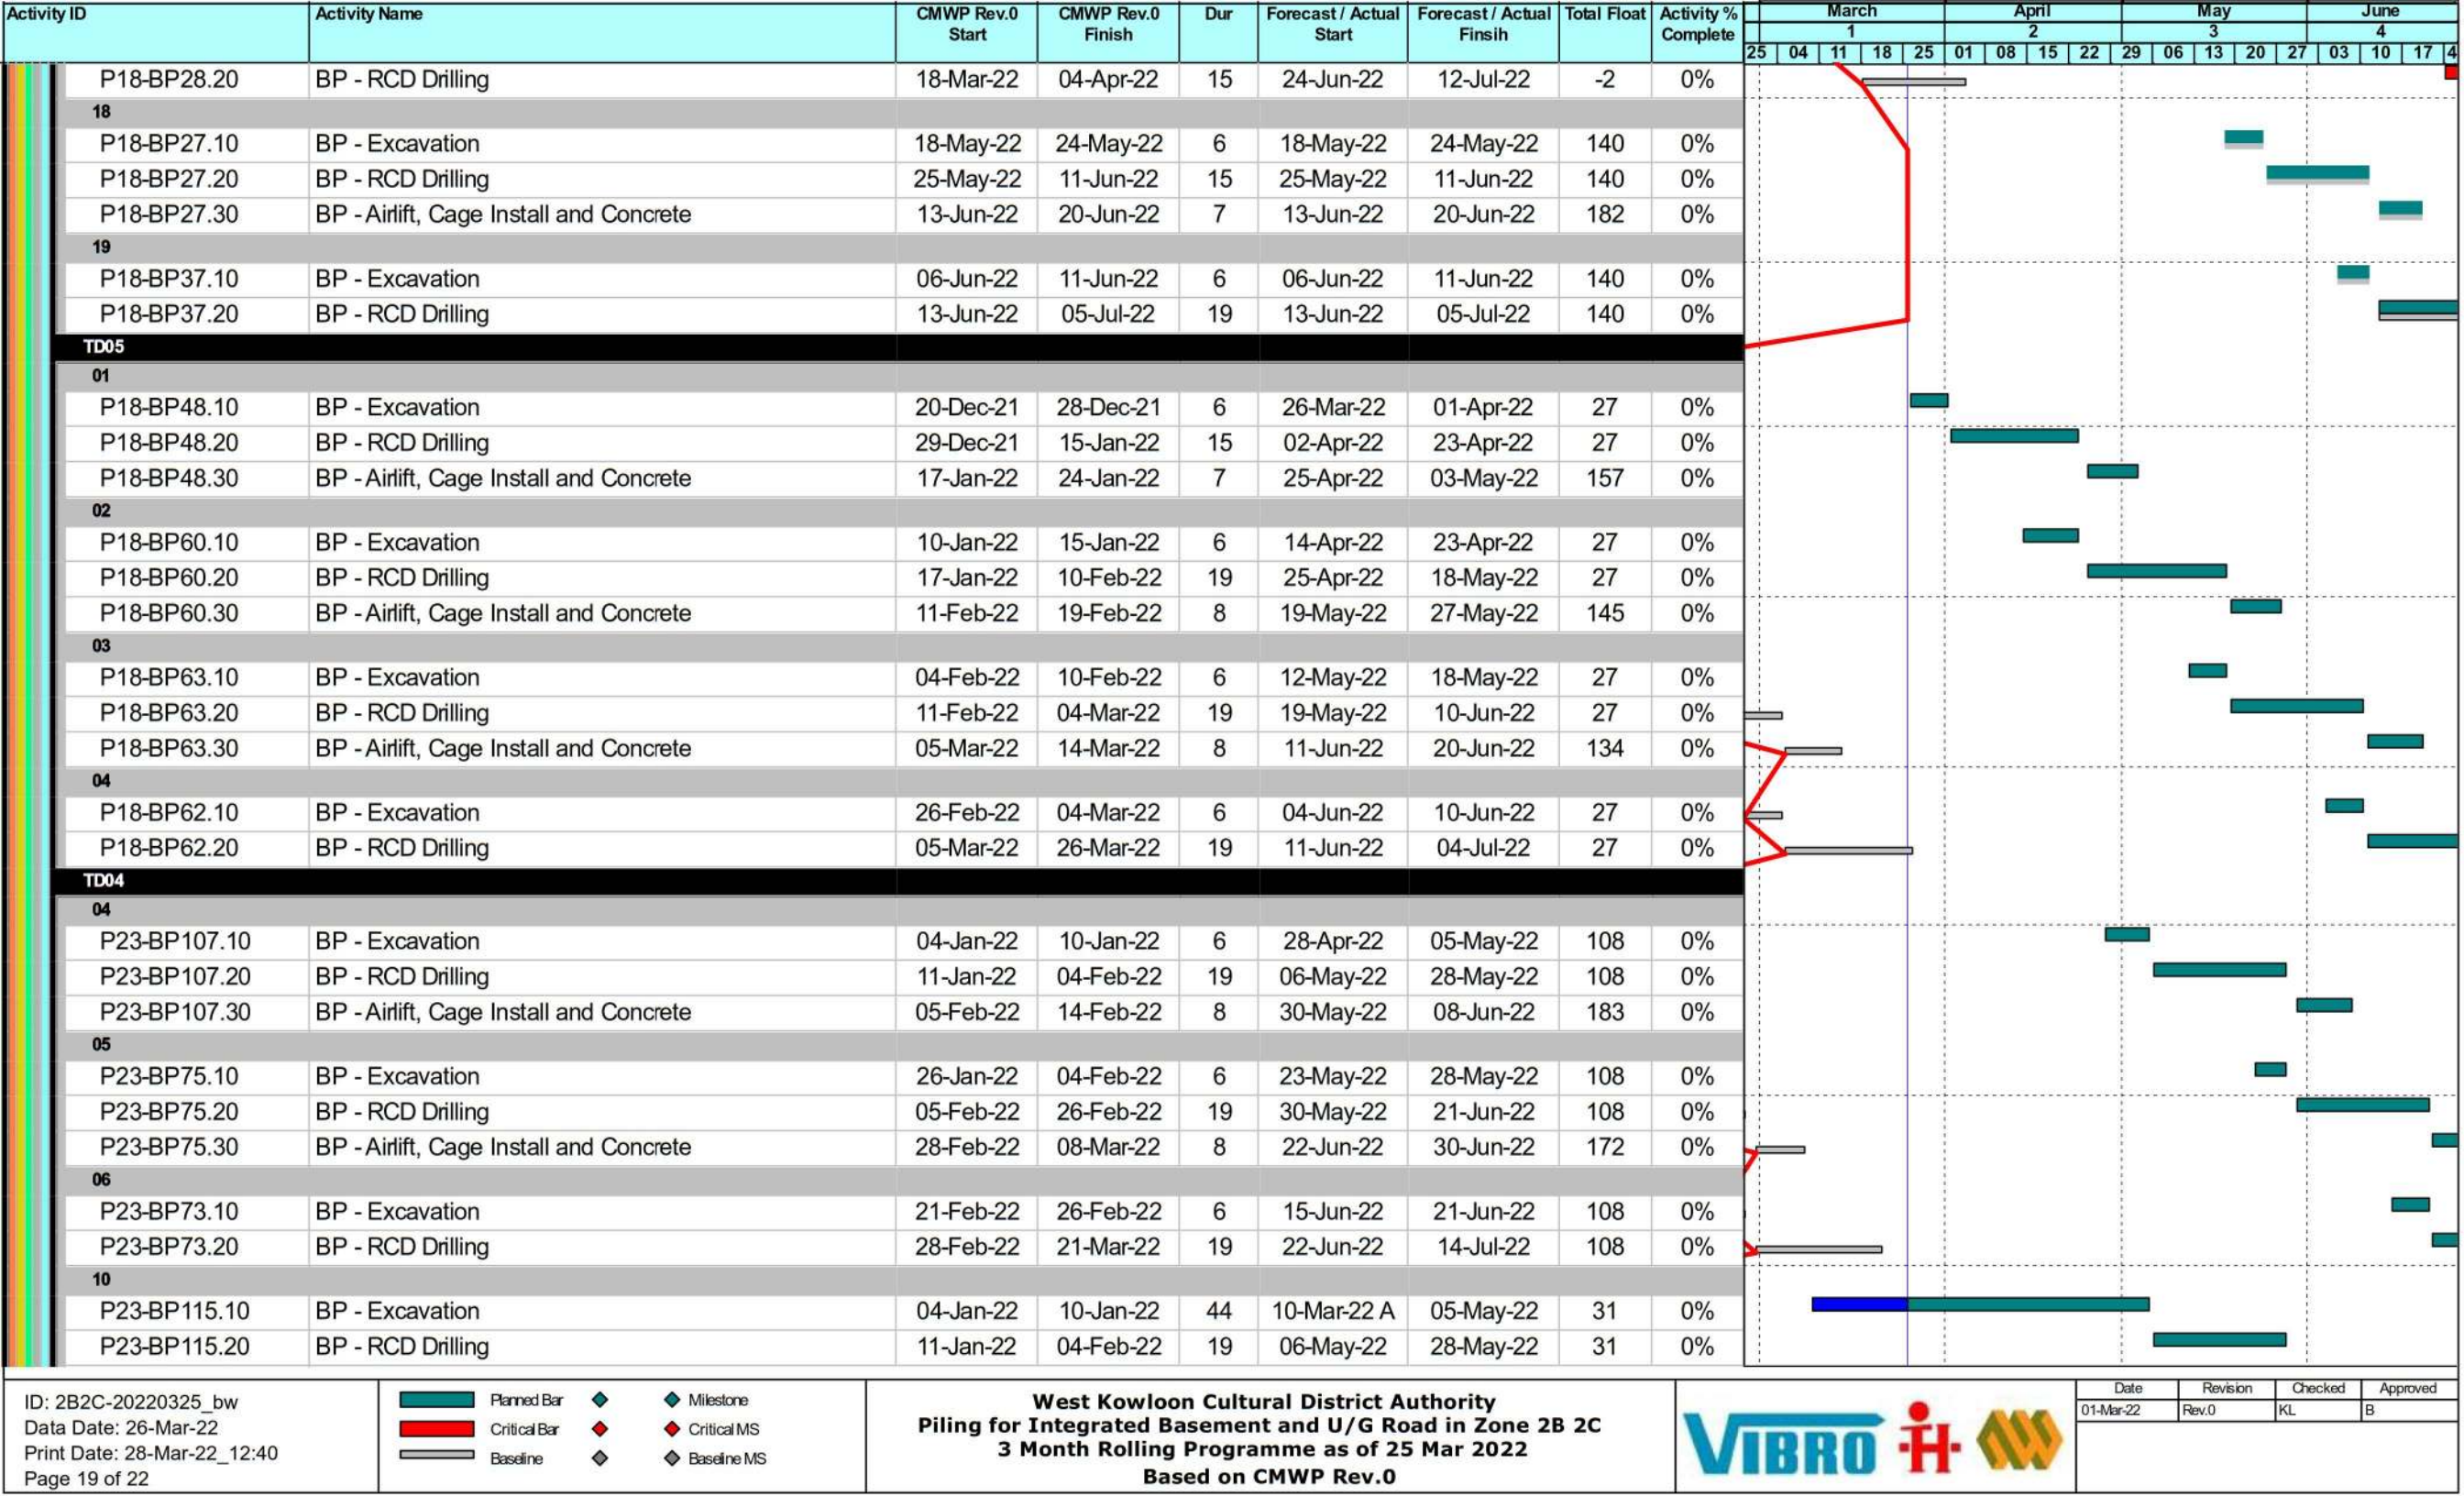 Activity ID Activity Name CMWP Rev.0 Start CMWP Rev.0 Finish Dur Forecast / Actual Start Forecast / Actual Finsih Total Float Activity % Complete March April May June
1 2 3 4
25 04 11 18 25 01 08 15 22 29 06 13 20 27 03 10 17 4
P18-BP28.20 BP - RCD Drilling 18-Mar-22 04-Apr-22 15 24-Jun-22 12-Jul-22 -2 0%
18
P18-BP27.10 BP - Excavation 18-May-22 24-May-22 6 18-May-22 24-May-22 140 0%
P18-BP27.20 BP - RCD Drilling 25-May-22 11-Jun-22 15 25-May-22 11-Jun-22 140 0%
P18-BP27.30 BP - Airlift, Cage Install and Concrete 13-Jun-22 20-Jun-22 7 13-Jun-22 20-Jun-22 182 0%
19
P18-BP37.10 BP - Excavation 06-Jun-22 11-Jun-22 6 06-Jun-22 11-Jun-22 140 0%
P18-BP37.20 BP - RCD Drilling 13-Jun-22 05-Jul-22 19 13-Jun-22 05-Jul-22 140 0%
TD05
01
P18-BP48.10 BP - Excavation 20-Dec-21 28-Dec-21 6 26-Mar-22 01-Apr-22 27 0%
P18-BP48.20 BP - RCD Drilling 29-Dec-21 15-Jan-22 15 02-Apr-22 23-Apr-22 27 0%
P18-BP48.30 BP - Airlift, Cage Install and Concrete 17-Jan-22 24-Jan-22 7 25-Apr-22 03-May-22 157 0%
02
P18-BP60.10 BP - Excavation 10-Jan-22 15-Jan-22 6 14-Apr-22 23-Apr-22 27 0%
P18-BP60.20 BP - RCD Drilling 17-Jan-22 10-Feb-22 19 25-Apr-22 18-May-22 27 0%
P18-BP60.30 BP - Airlift, Cage Install and Concrete 11-Feb-22 19-Feb-22 8 19-May-22 27-May-22 145 0%
03
P18-BP63.10 BP - Excavation 04-Feb-22 10-Feb-22 6 12-May-22 18-May-22 27 0%
P18-BP63.20 BP - RCD Drilling 11-Feb-22 04-Mar-22 19 19-May-22 10-Jun-22 27 0%
P18-BP63.30 BP - Airlift, Cage Install and Concrete 05-Mar-22 14-Mar-22 8 11-Jun-22 20-Jun-22 134 0%
04
P18-BP62.10 BP - Excavation 26-Feb-22 04-Mar-22 6 04-Jun-22 10-Jun-22 27 0%
P18-BP62.20 BP - RCD Drilling 05-Mar-22 26-Mar-22 19 11-Jun-22 04-Jul-22 27 0%
TD04
04
P23-BP107.10 BP - Excavation 04-Jan-22 10-Jan-22 6 28-Apr-22 05-May-22 108 0%
P23-BP107.20 BP - RCD Drilling 11-Jan-22 04-Feb-22 19 06-May-22 28-May-22 108 0%
P23-BP107.30 BP - Airlift, Cage Install and Concrete 05-Feb-22 14-Feb-22 8 30-May-22 08-Jun-22 183 0%
05
P23-BP75.10 BP - Excavation 26-Jan-22 04-Feb-22 6 23-May-22 28-May-22 108 0%
P23-BP75.20 BP - RCD Drilling 05-Feb-22 26-Feb-22 19 30-May-22 21-Jun-22 108 0%
P23-BP75.30 BP - Airlift, Cage Install and Concrete 28-Feb-22 08-Mar-22 8 22-Jun-22 30-Jun-22 172 0%
06
P23-BP73.10 BP - Excavation 21-Feb-22 26-Feb-22 6 15-Jun-22 21-Jun-22 108 0%
P23-BP73.20 BP - RCD Drilling 28-Feb-22 21-Mar-22 19 22-Jun-22 14-Jul-22 108 0%
10
P23-BP115.10 BP - Excavation 04-Jan-22 10-Jan-22 44 10-Mar-22 A 05-May-22 31 0%
P23-BP115.20 BP - RCD Drilling 11-Jan-22 04-Feb-22 19 06-May-22 28-May-22 31 0%
ID: 2B2C-20220325_bw
Data Date: 26-Mar-22
Print Date: 28-Mar-22_12:40
Page 19 of 22
Planned Bar Milestone
Critical Bar Critical MS
Baseline Baseline MS
West Kowloon Cultural District Authority
Piling for Integrated Basement and U/G Road in Zone 2B 2C
3 Month Rolling Programme as of 25 Mar 2022
Based on CMWP Rev.0
VIBRO
Date Revision Checked Approved
01-Mar-22 Rev.0 KL B